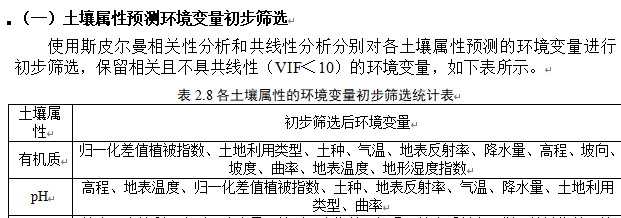 （一）土壤属性预测环境变量初步筛选
使用斯皮尔曼相关性分析和共线性分析分别对各土壤属性预测的环境变量进行
初步筛选，保留相关且不具共线性（VIF＜10）的环境变量，如下表所示。
表 2.8 各土壤属性的环境变量初步筛选统计表
土壤属
性
初步筛选后环境变量
有机质
归一化差值植被指数、土地利用类型、土种、气温、地表反射率、降水量、高程、坡向、
坡度、曲率、地表温度、地形湿度指数
pH
高程、地表温度、归一化差值植被指数、土种、地表反射率、气温、降水量、土地利用
类型、曲率